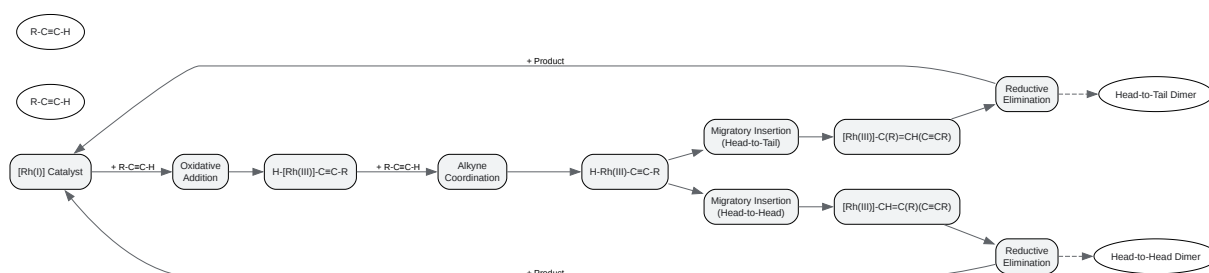 R-C≡C-H
+ Product
R-C≡C-H
Reductive
Elimination
Head-to-Tail Dimer
Migratory Insertion
(Head-to-Tail)
[Rh(III)]-C(R)=CH(C≡CR)
[Rh(I)] Catalyst
+ R-C≡C-H
Oxidative
Addition
H-[Rh(III)]-C≡C-R
+ R-C≡C-H
Alkyne
Coordination
H-Rh(III)-C≡C-R
Migratory Insertion
(Head-to-Head)
[Rh(III)]-CH=C(R)(C≡CR)
Reductive
Elimination
Head-to-Head Dimer
+ Product